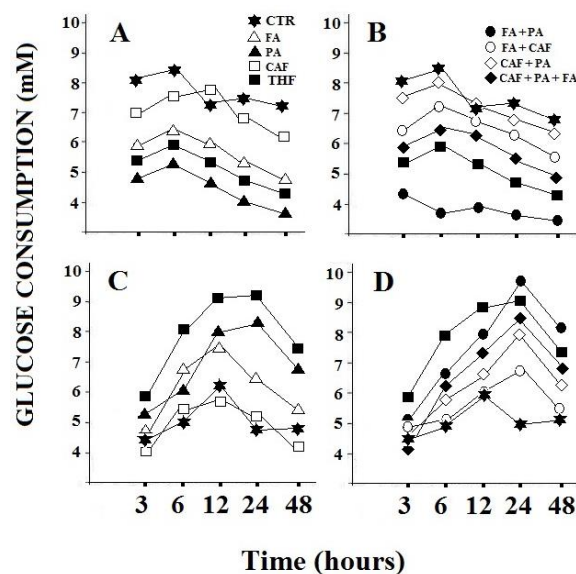 A
CTR
FA
PA
CAF
THF
B
FA + PA
FA + CAF
CAF + PA
CAF + PA + FA
10
9
8
7
6
5
4
10
9
8
7
6
5
4
GLUCOSE CONSUMPTION (mM)
C
D
10
9
8
7
6
5
4
10
9
8
7
6
5
4
3 6 12 24 48
3 6 12 24 48
Time (hours)